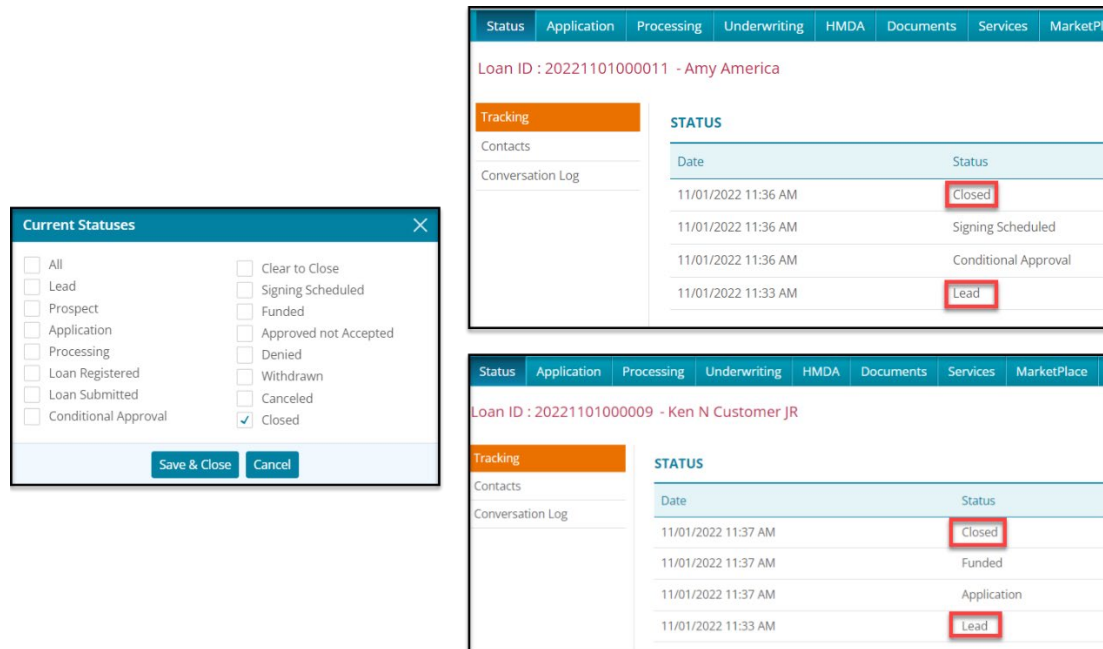 Current Statuses
All
Lead
Prospect
Application
Processing
Loan Registered
Loan Submitted
Conditional Approval
Clear to Close
Signing Scheduled
Funded
Approved not Accepted
Denied
Withdrawn
Canceled
Closed
Save & Close Cancel
Status Application Processing Underwriting HMDA Documents Services MarketPl
Loan ID : 20221101000011 - Amy America
Tracking
Contacts
Conversation Log
STATUS
Date Status
11/01/2022 11:36 AM Closed
11/01/2022 11:36 AM Signing Scheduled
11/01/2022 11:36 AM Conditional Approval
11/01/2022 11:33 AM Lead
Status Application Processing Underwriting HMDA Documents Services MarketPlace
Loan ID : 20221101000009 - Ken N Customer JR
Tracking
Contacts
Conversation Log
STATUS
Date Status
11/01/2022 11:37 AM Closed
11/01/2022 11:37 AM Funded
11/01/2022 11:37 AM Application
11/01/2022 11:33 AM Lead